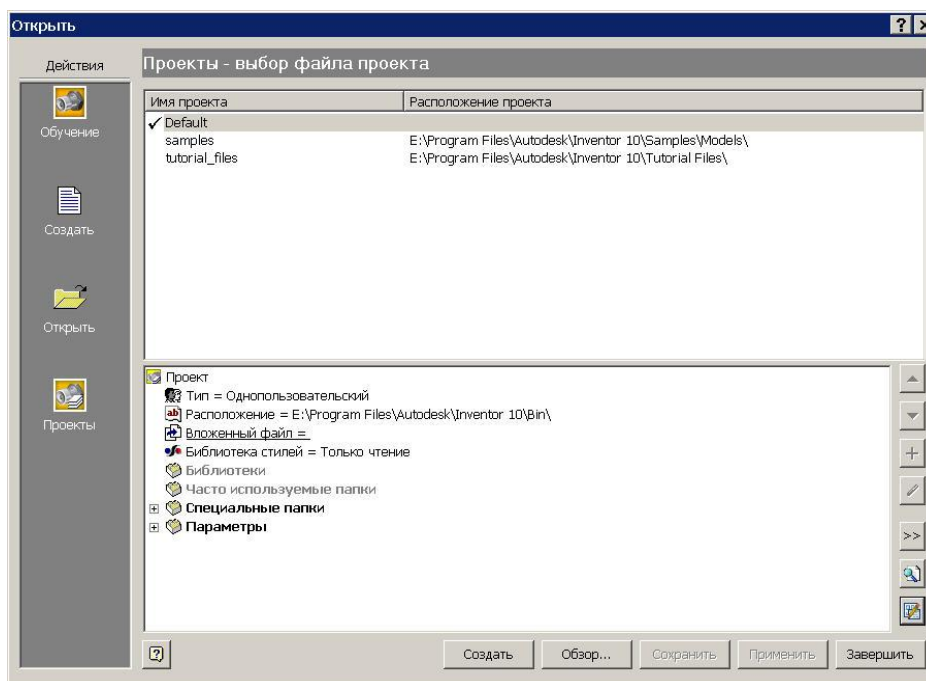 Открыть
Действия
Обучение
Создать
Открыть
Проекты
Проекты - выбор файла проекта
Имя проекта Расположение проекта
Default
samples E:\Program Files\Autodesk\Inventor 10\Samples\Models\
tutorial_files E:\Program Files\Autodesk\Inventor 10\Tutorial Files\
Проект
Тип = Однопользовательский
Расположение = E:\Program Files\Autodesk\Inventor 10\Bin\
Вложенный файл =
Библиотека стилей = Только чтение
Библиотеки
Часто используемые папки
Специальные папки
Параметры
>>
Создать Обзор... Сохранить Применить Завершить